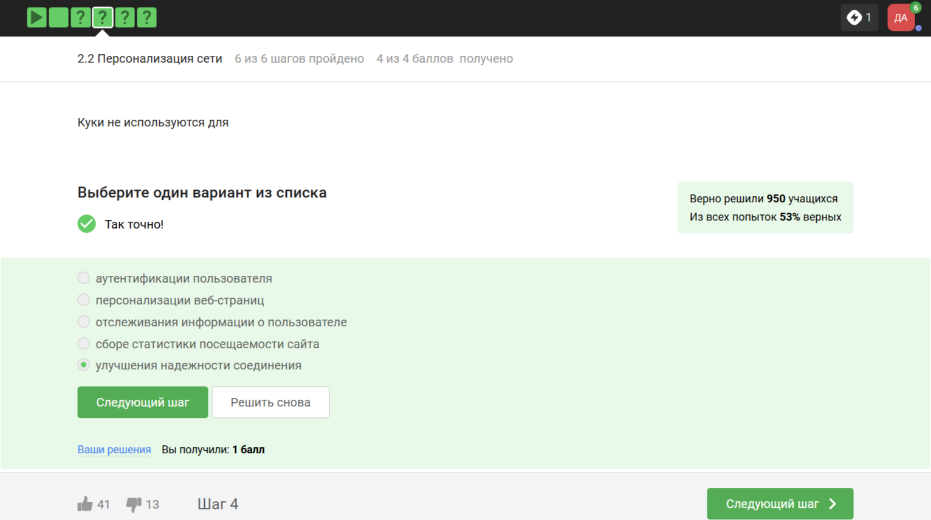 ? ? ? ?
1
ДА
6
2.2 Персонализация сети 6 из 6 шагов пройдено 4 из 4 баллов получено
Куки не используются для
Выберите один вариант из списка
Так точно!
Верно решили 950 учащихся
Из всех попыток 53% верных
аутентификации пользователя
персонализации веб-страниц
отслеживания информации о пользователе
сборе статистики посещаемости сайта
улучшения надежности соединения
Следующий шаг Решить снова
Ваши решения Вы получили: 1 балл
41 13 Шаг 4 Следующий шаг